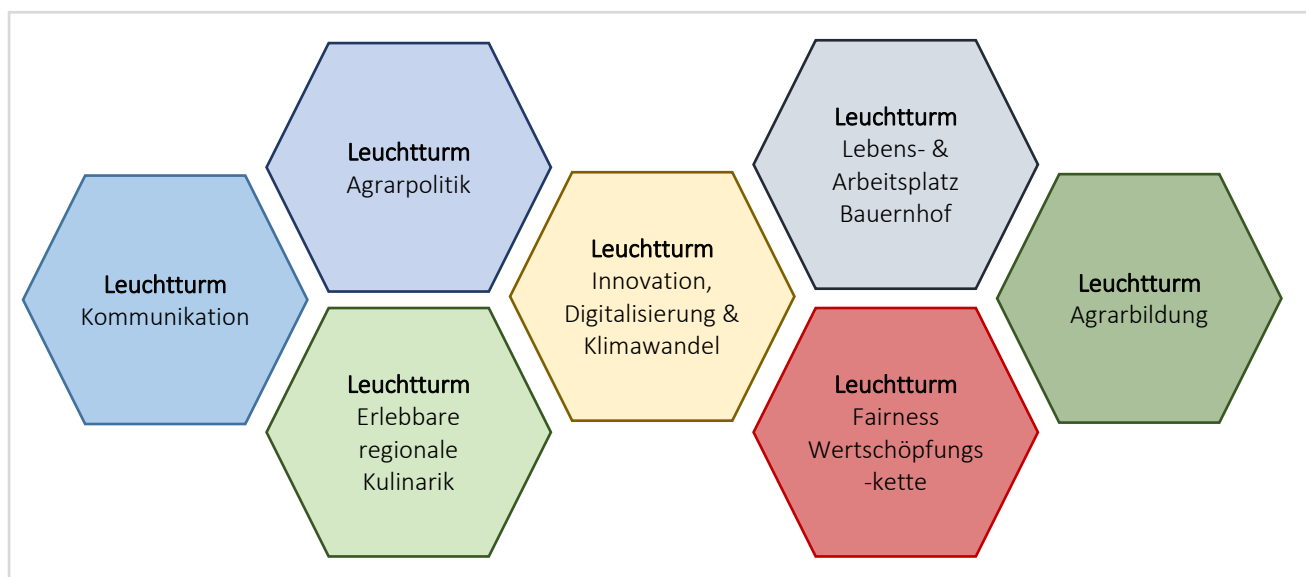 Leuchtturm
Kommunikation
Leuchtturm
Agrarpolitik
Leuchtturm
Erlebbare
regionale
Kulinarik
Leuchtturm
Innovation,
Digitalisierung &
Klimawandel
Leuchtturm
Lebens- &
Arbeitsplatz
Bauernhof
Leuchtturm
Fairness
Wertschöpfungs
-kette
Leuchtturm
Agrarbildung